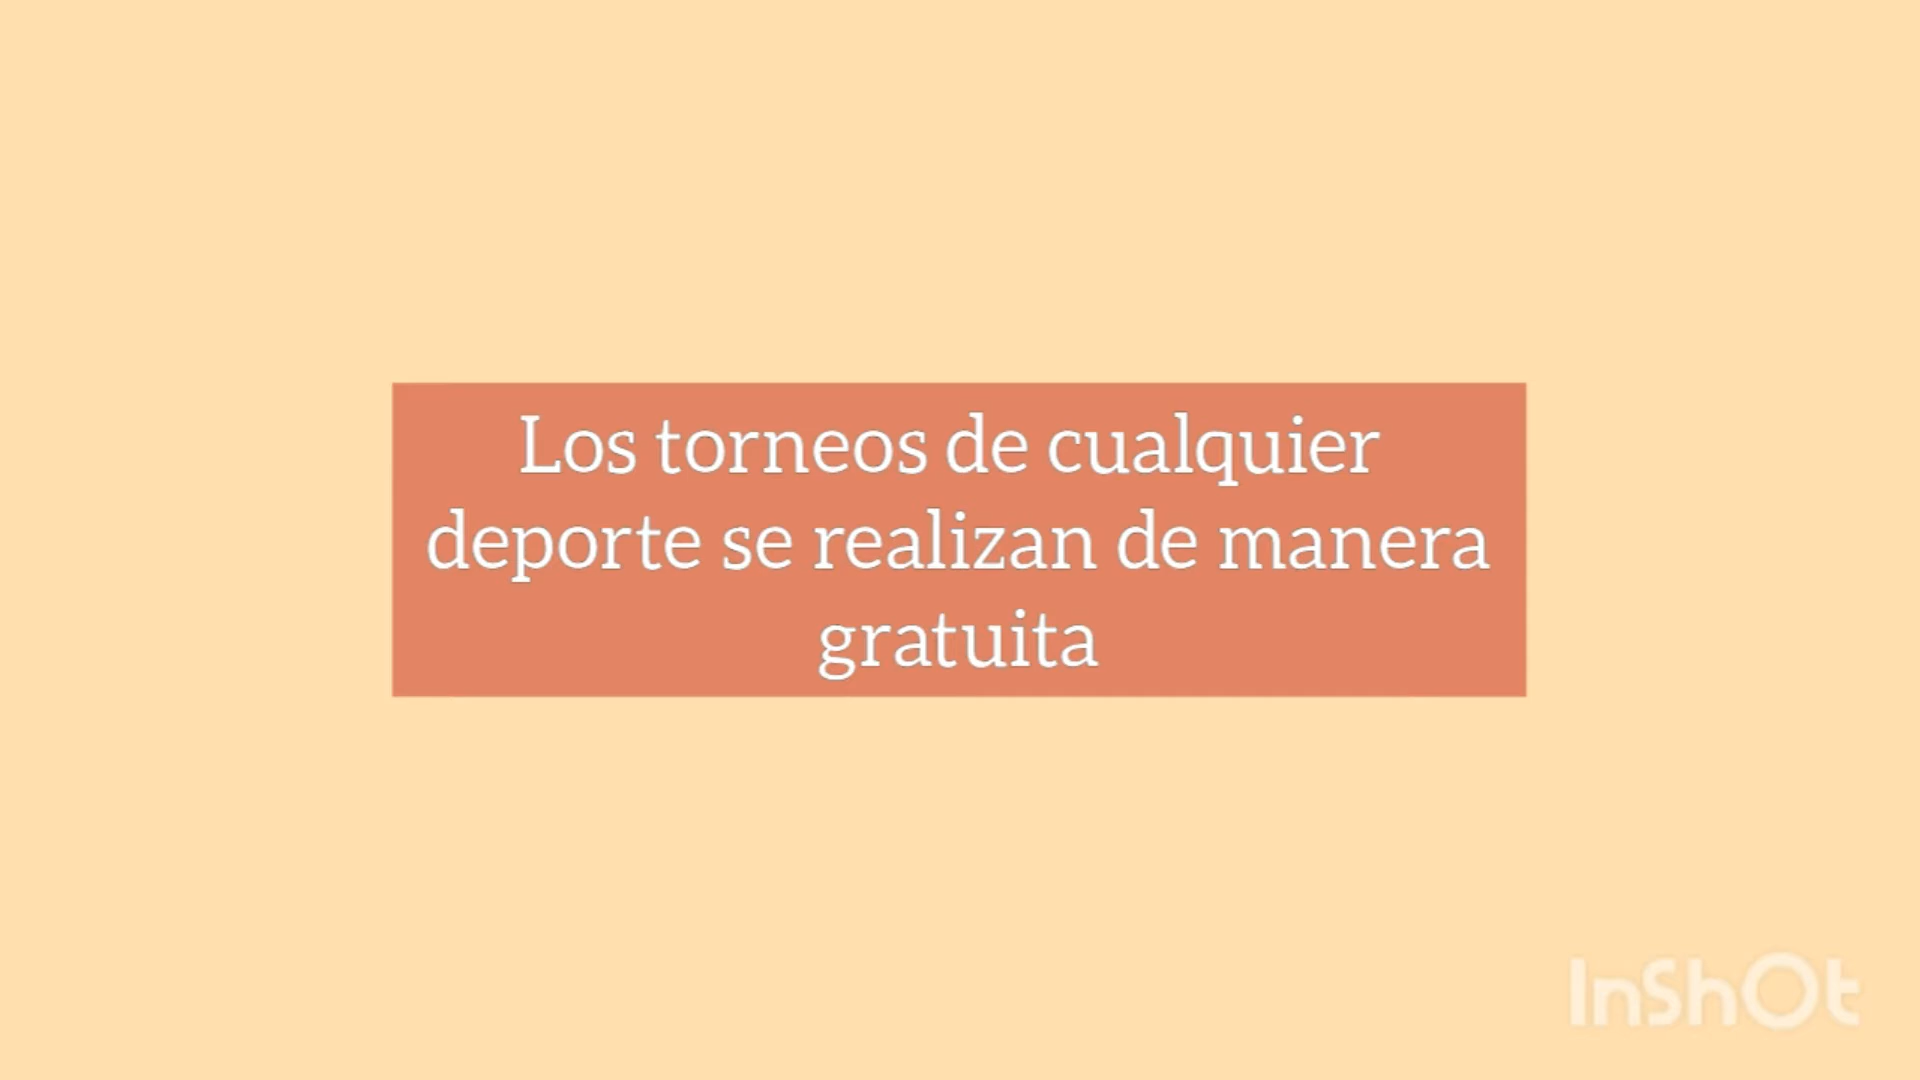 Los torneos de cualquier
deporte se realizan de manera
gratuita
InShOt